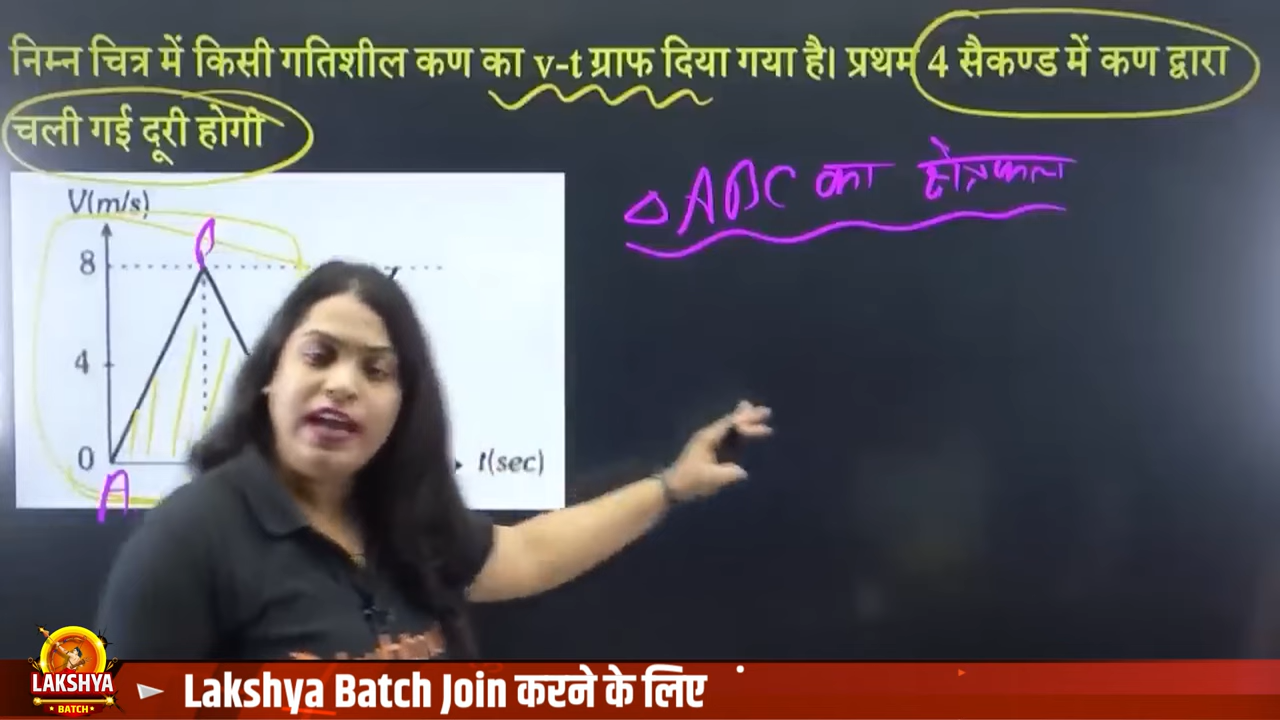 निम्न चित्र में किसी गतिशील कण का v-t ग्राफ दिया गया है। प्रथम 4 सैकण्ड में कण द्वारा
चली गई दूरी होगी
V(m/s)
8
4
0
A
t(sec)
△ABC का क्षेत्रफल
LAKSHYA
BATCH
Lakshya Batch Join करने के लिए